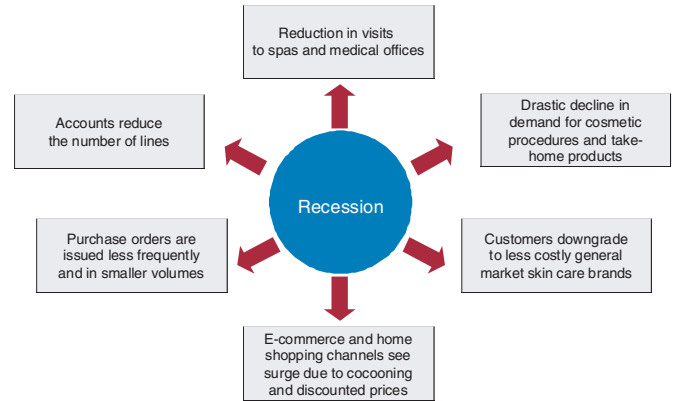 Reduction in visits
to spas and medical offices
Drastic decline in
demand for cosmetic
procedures and take-
home products
Accounts reduce
the number of lines
Recession
Purchase orders are
issued less frequently
and in smaller volumes
Customers downgrade
to less costly general
market skin care brands
E-commerce and home
shopping channels see
surge due to cocooning
and discounted prices